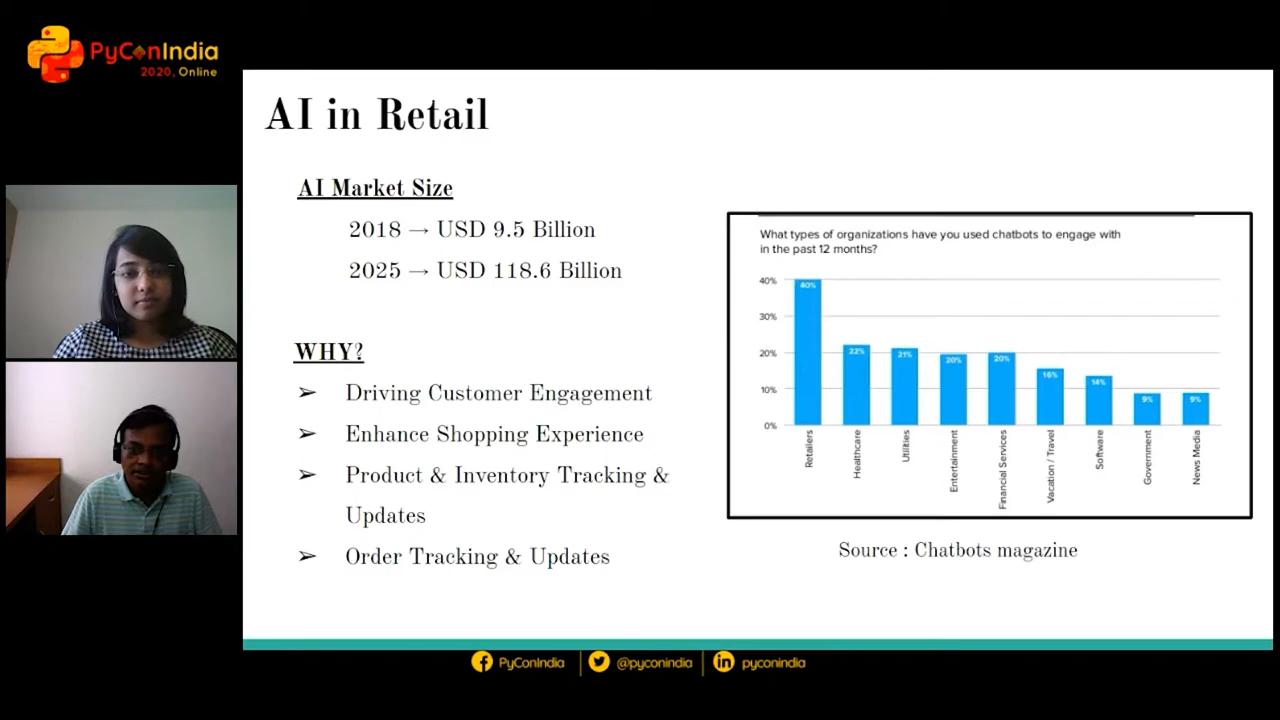 PyConIndia
2020, Online
AI in Retail
AI Market Size
2018 → USD 9.5 Billion
2025 → USD 118.6 Billion
WHY?
➢ Driving Customer Engagement
➢ Enhance Shopping Experience
➢ Product & Inventory Tracking &
Updates
➢ Order Tracking & Updates
What types of organizations have you used chatbots to engage with
in the past 12 months?
40%
30%
20%
10%
0%
40%
22%
21%
20%
20%
16%
14%
9%
9%
Retailers
Healthcare
Utilities
Entertainment
Financial Services
Vacation / Travel
Software
Government
News Media
Source : Chatbots magazine
PyConIndia
@pyconindia
pyconindia